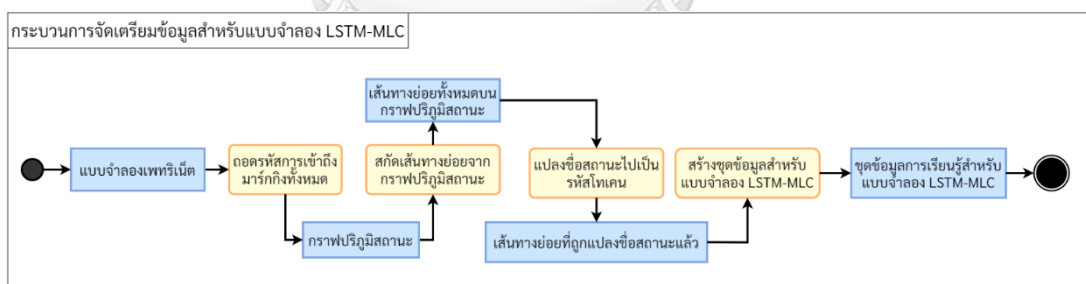 กระบวนการจัดเตรียมข้อมูลสำหรับแบบจำลอง LSTM-MLC
แบบจำลองเพทริเน็ต
ถอดรหัสการเข้าถึง
มาร์กกิงทั้งหมด
กราฟปริภูมิสถานะ
สกัดเส้นทางย่อยจาก
กราฟปริภูมิสถานะ
เส้นทางย่อยทั้งหมดบน
กราฟปริภูมิสถานะ
แปลงชื่อสถานะไปเป็น
รหัสโทเคน
เส้นทางย่อยที่ถูกแปลงชื่อสถานะแล้ว
สร้างชุดข้อมูลสำหรับ
แบบจำลอง LSTM-MLC
ชุดข้อมูลการเรียนรู้สำหรับ
แบบจำลอง LSTM-MLC